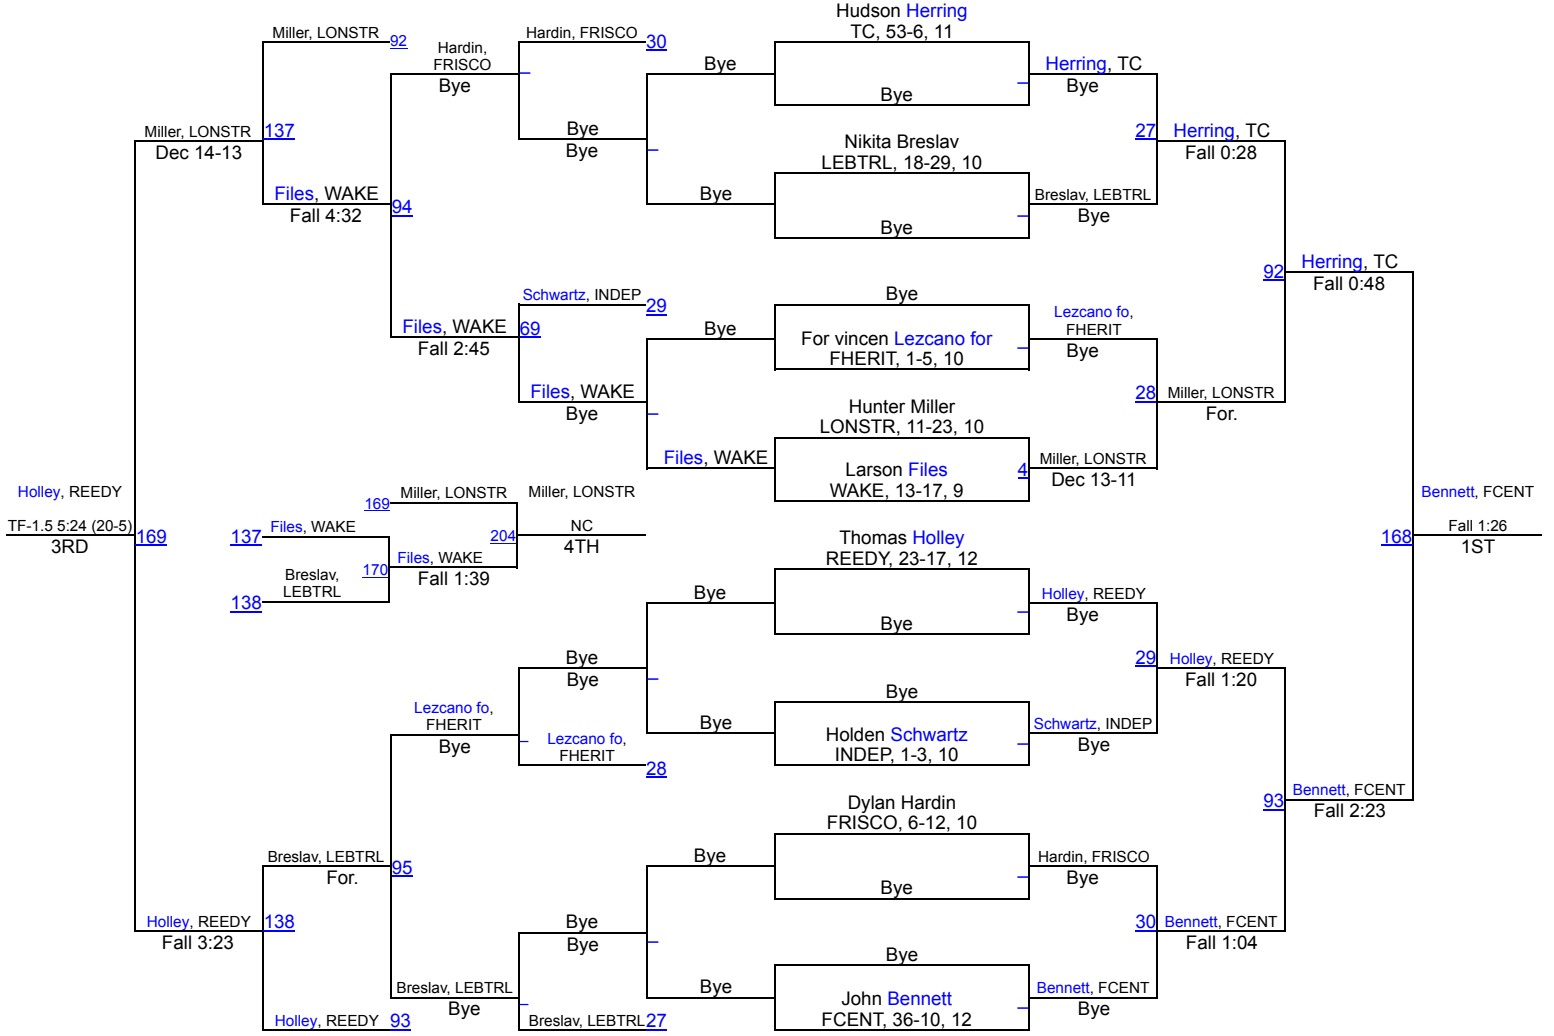 Hudson Herring
TC, 53-6, 11
Miller, LONSTR
92
Hardin,
FRISCO
Bye
Hardin, FRISCO
30
Bye
Bye
Herring, TC
Bye
Miller, LONSTR
137
Dec 14-13
Bye
Bye
Nikita Breslav
LEBTRL, 18-29, 10
27
Herring, TC
Fall 0:28
Files, WAKE
94
Fall 4:32
Bye
Bye
Breslav, LEBTRL
Bye
92
Herring, TC
Fall 0:48
Schwartz, INDEP
29
Bye
Files, WAKE
69
Fall 2:45
Bye
For vincen Lezcano for
FHERIT, 1-5, 10
Lezcano fo,
FHERIT
Bye
Files, WAKE
Bye
Hunter Miller
LONSTR, 11-23, 10
28
Miller, LONSTR
For.
Files, WAKE
Larson Files
WAKE, 13-17, 9
4
Miller, LONSTR
Dec 13-11
Holley, REEDY
TF-1.5 5:24 (20-5)
3RD
169
169
Miller, LONSTR
Miller, LONSTR
137
Files, WAKE
204
NC
4TH
170
Files, WAKE
Fall 1:39
Breslav,
LEBTRL
138
Thomas Holley
REEDY, 23-17, 12
168
Bennett, FCENT
Fall 1:26
1ST
Bye
Bye
Holley, REEDY
Bye
Bye
Bye
29
Holley, REEDY
Fall 1:20
Lezcano fo,
FHERIT
Bye
Lezcano fo,
FHERIT
28
Bye
Bye
Holden Schwartz
INDEP, 1-3, 10
Schwartz, INDEP
Bye
93
Bennett, FCENT
Fall 2:23
Dylan Hardin
FRISCO, 6-12, 10
Breslav, LEBTRL
95
For.
Bye
Bye
Hardin, FRISCO
Bye
Holley, REEDY
138
Fall 3:23
Bye
Bye
30
Bennett, FCENT
Fall 1:04
Breslav, LEBTRL
Bye
Bye
Bye
John Bennett
FCENT, 36-10, 12
Bennett, FCENT
Bye
Holley, REEDY
93
Breslav, LEBTRL
27